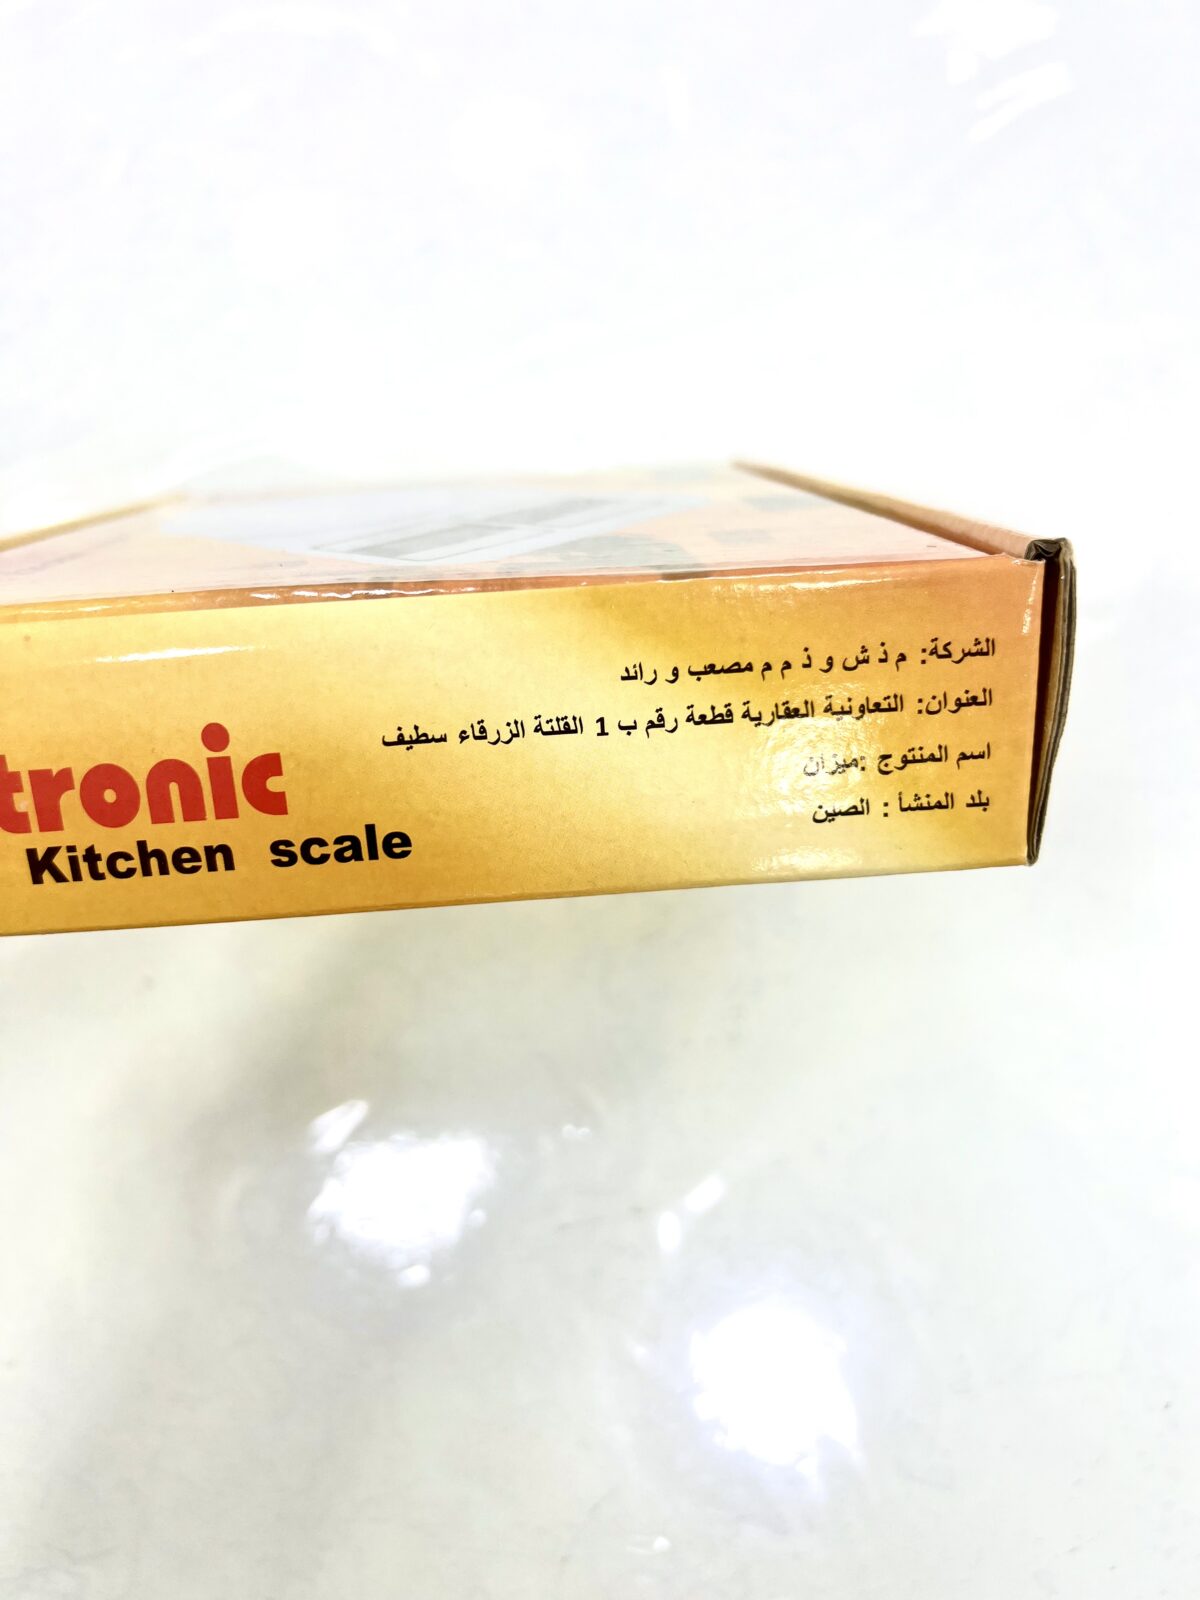 الشركة: م ذ ش و ذ م م مصعب و رائد
العنوان: التعاونية العقارية قطعة رقم ب 1 القلتة الزرقاء سطيف
اسم المنتوج :ميزان
بلد المنشأ : الصين
tronic
Kitchen scale